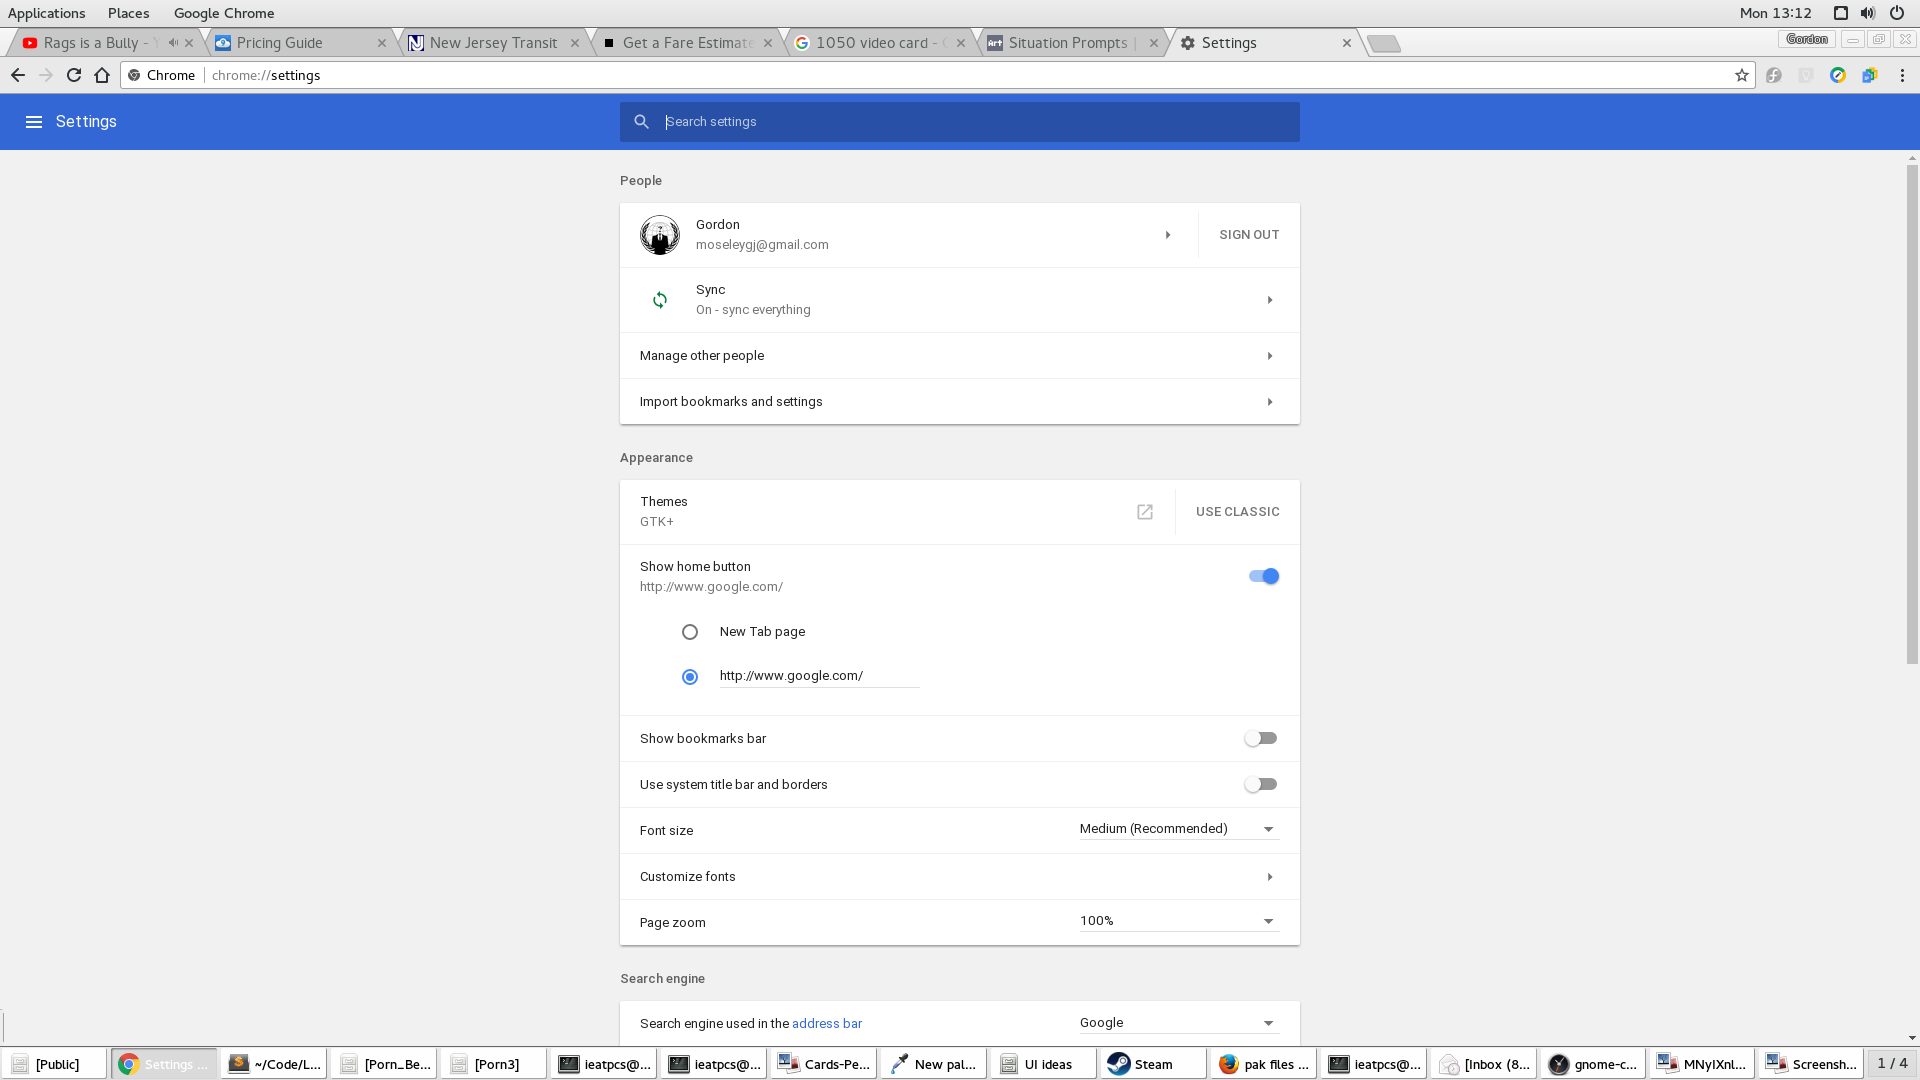 Applications Places Google Chrome Mon 13:12
Rags is a Bully - Pricing Guide New Jersey Transit Get a Fare Estimate 1050 video card - Situation Prompts | Settings Gordon
Chrome chrome://settings
Settings Search settings
People
Gordon
moseleygj@gmail.com
SIGN OUT
Sync
On - sync everything
Manage other people
Import bookmarks and settings
Appearance
Themes
GTK+
USE CLASSIC
Show home button
http://www.google.com/
New Tab page
http://www.google.com/
Show bookmarks bar
Use system title bar and borders
Font size Medium (Recommended)
Customize fonts
Page zoom 100%
Search engine
Search engine used in the address bar Google
[Public] Settings ... ~/Code/L... [Porn_Be... [Porn3] ieatpcs@... ieatpcs@... Cards-Pe... New pal... UI ideas Steam pak files ... ieatpcs@... [Inbox (8... gnome-c... MNyIXnl... Screensh... 1 / 4